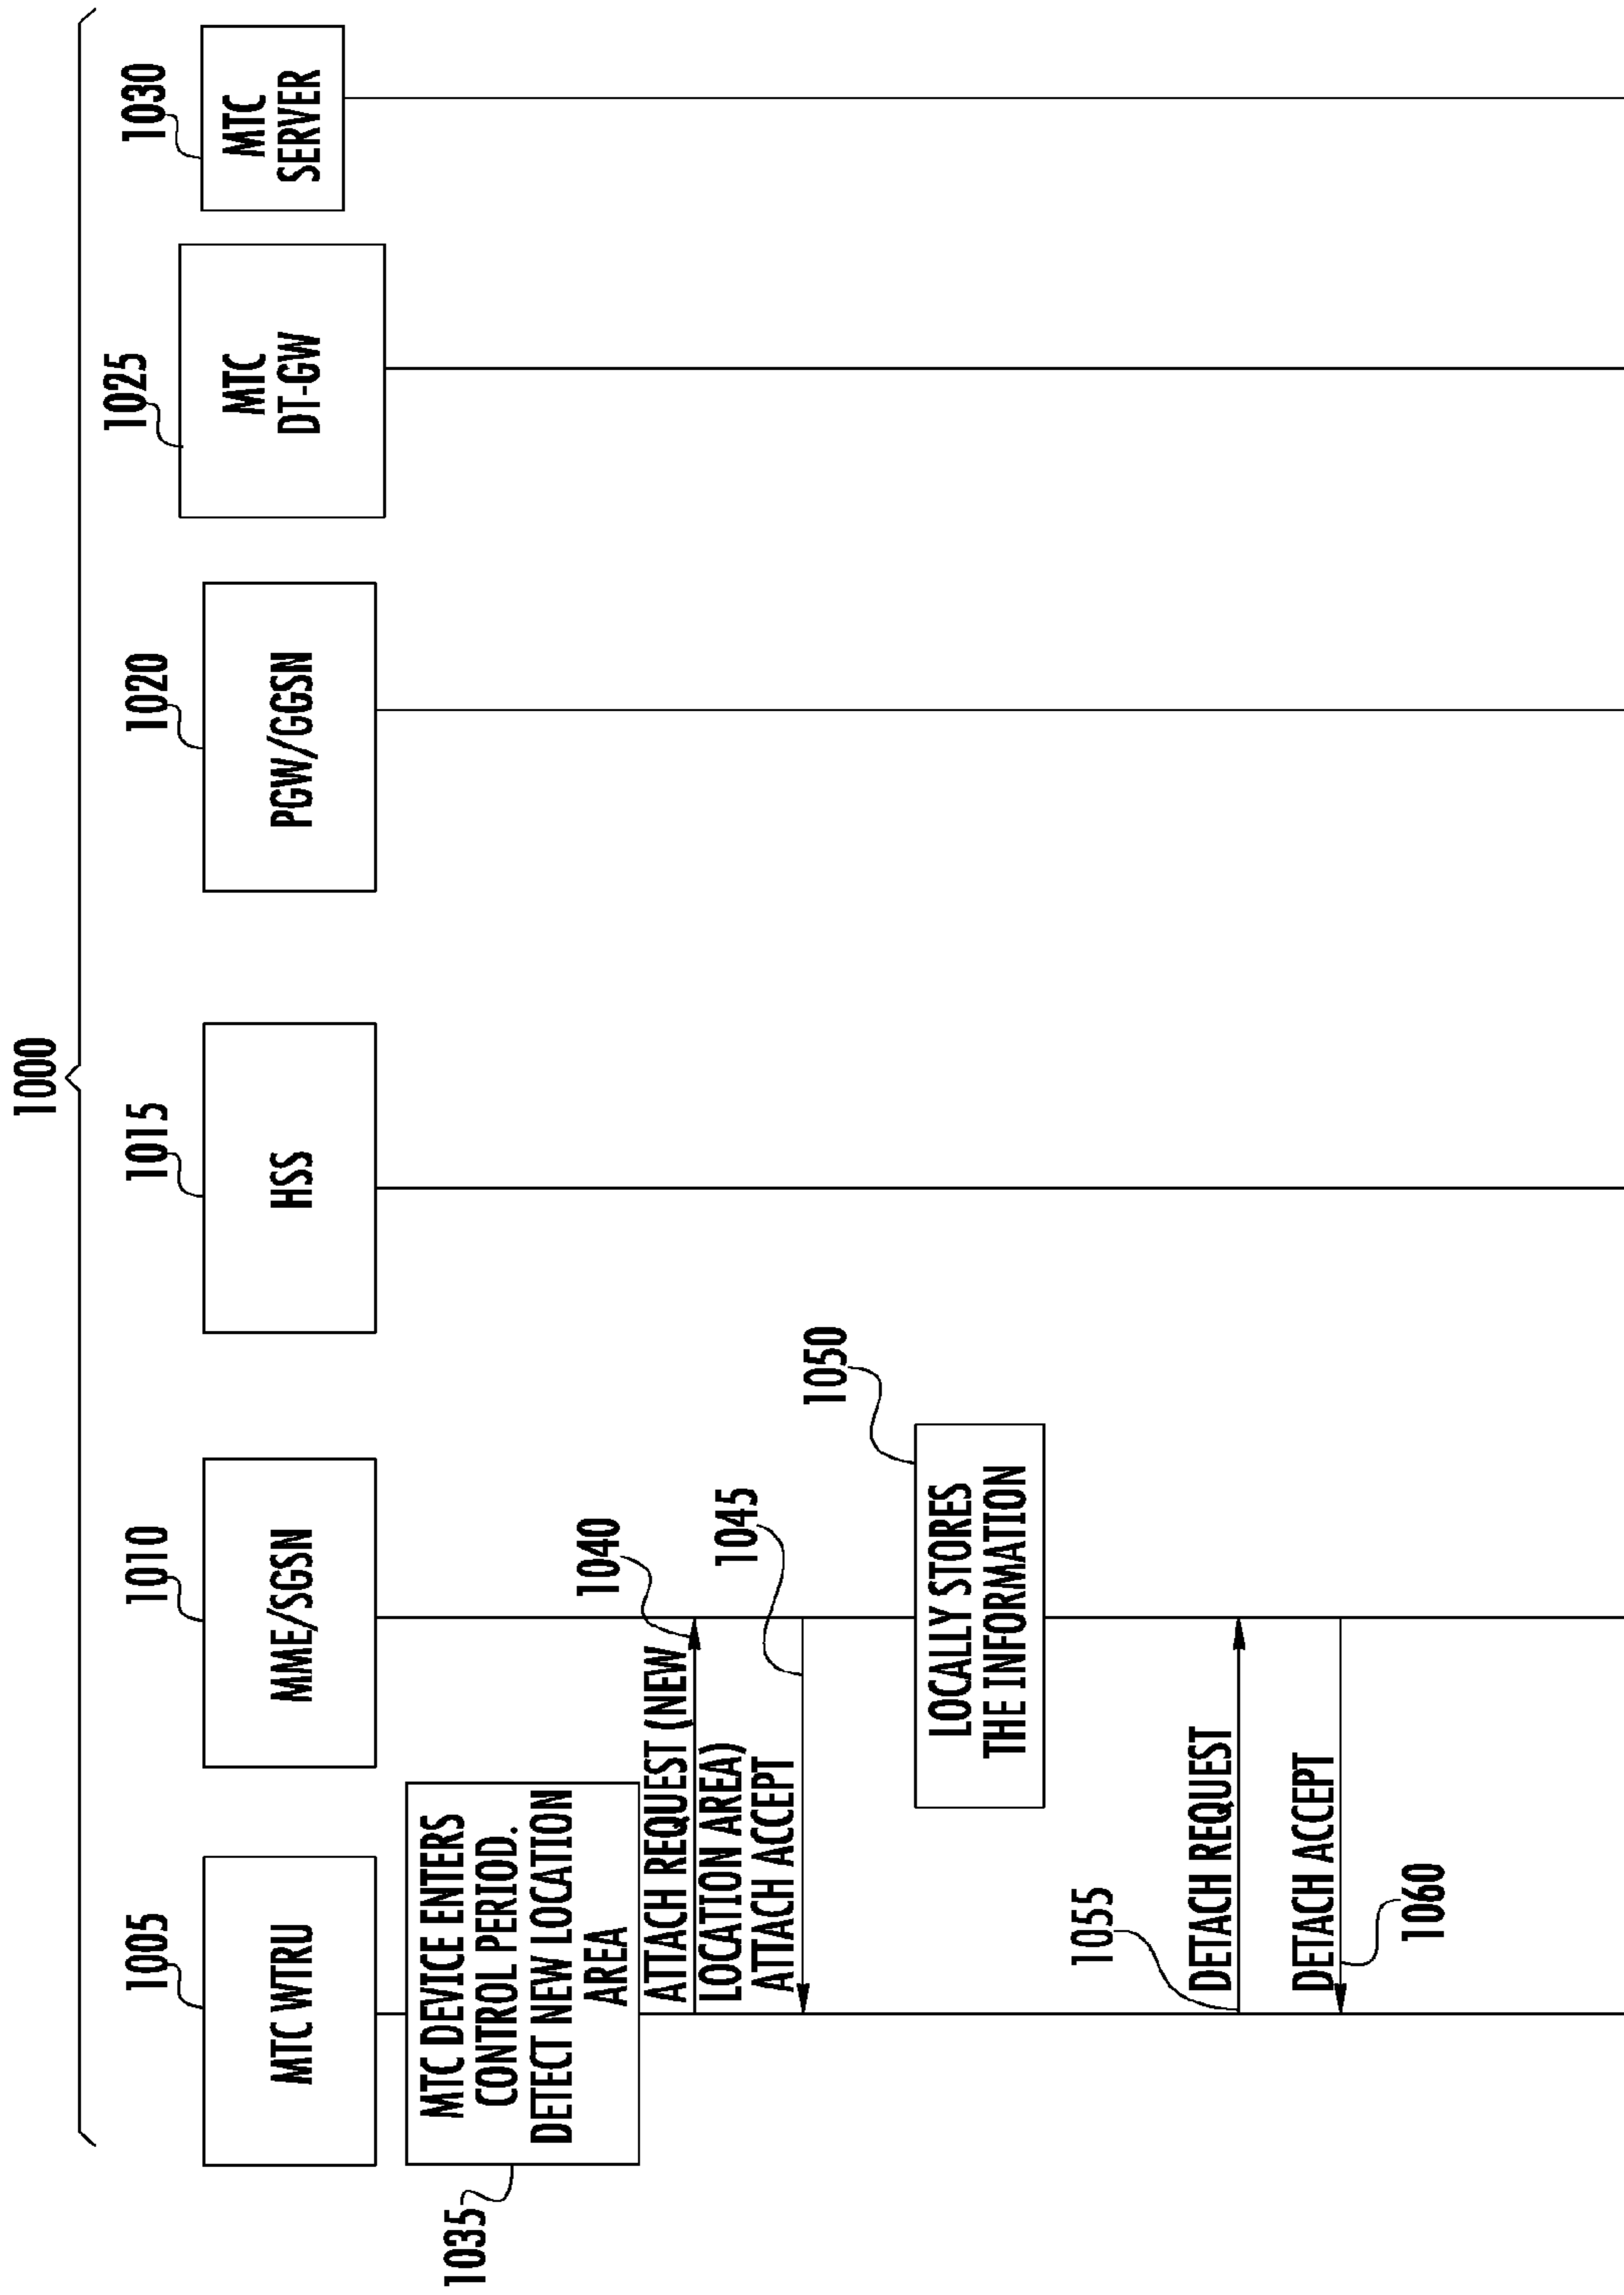 1000
1005
1010
1015
1020
1025
1030
MTC WTRU
MME/SGSN
HSS
PGW/GGSN
MTC
DT-GW
MTC
SERVER
1035
MTC DEVICE ENTERS
CONTROL PERIOD.
DETECT NEW LOCATION
AREA
1040
ATTACH REQUEST (NEW
LOCATION AREA)
1045
ATTACH ACCEPT
1050
LOCALLY STORES
THE INFORMATION
1055
DETACH REQUEST
DETACH ACCEPT
1060